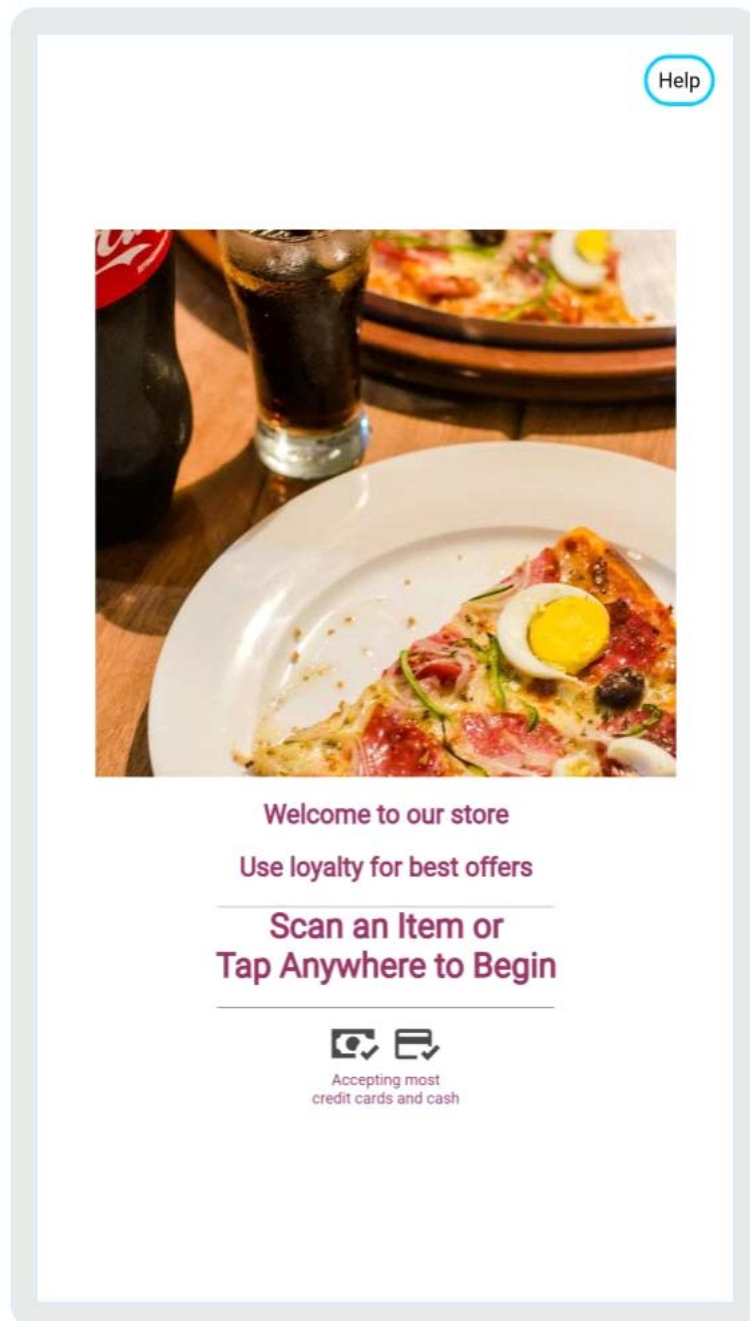 Help
Welcome to our store
Use loyalty for best offers
Scan an Item or
Tap Anywhere to Begin
Accepting most
credit cards and cash